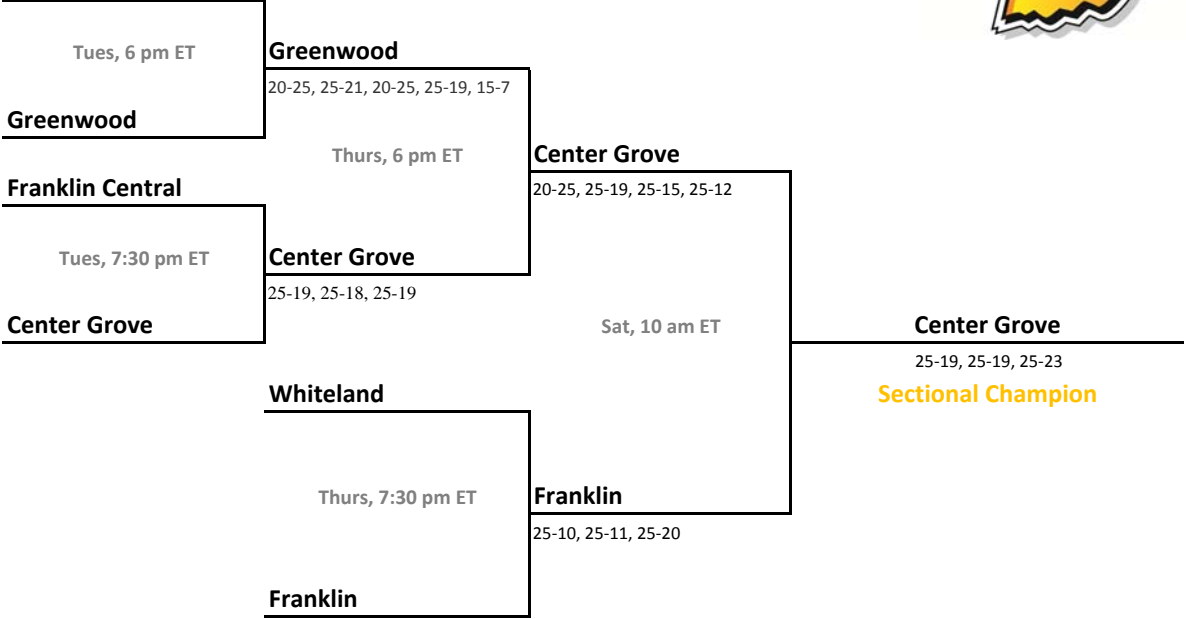 Tues, 6 pm ET
Greenwood
20-25, 25-21, 20-25, 25-19, 15-7
Greenwood
Thurs, 6 pm ET
Center Grove
20-25, 25-19, 25-15, 25-12
Franklin Central
Tues, 7:30 pm ET
Center Grove
25-19, 25-18, 25-19
Center Grove
Sat, 10 am ET
Center Grove
25-19, 25-19, 25-23
Sectional Champion
Whiteland
Thurs, 7:30 pm ET
Franklin
25-10, 25-11, 25-20
Franklin